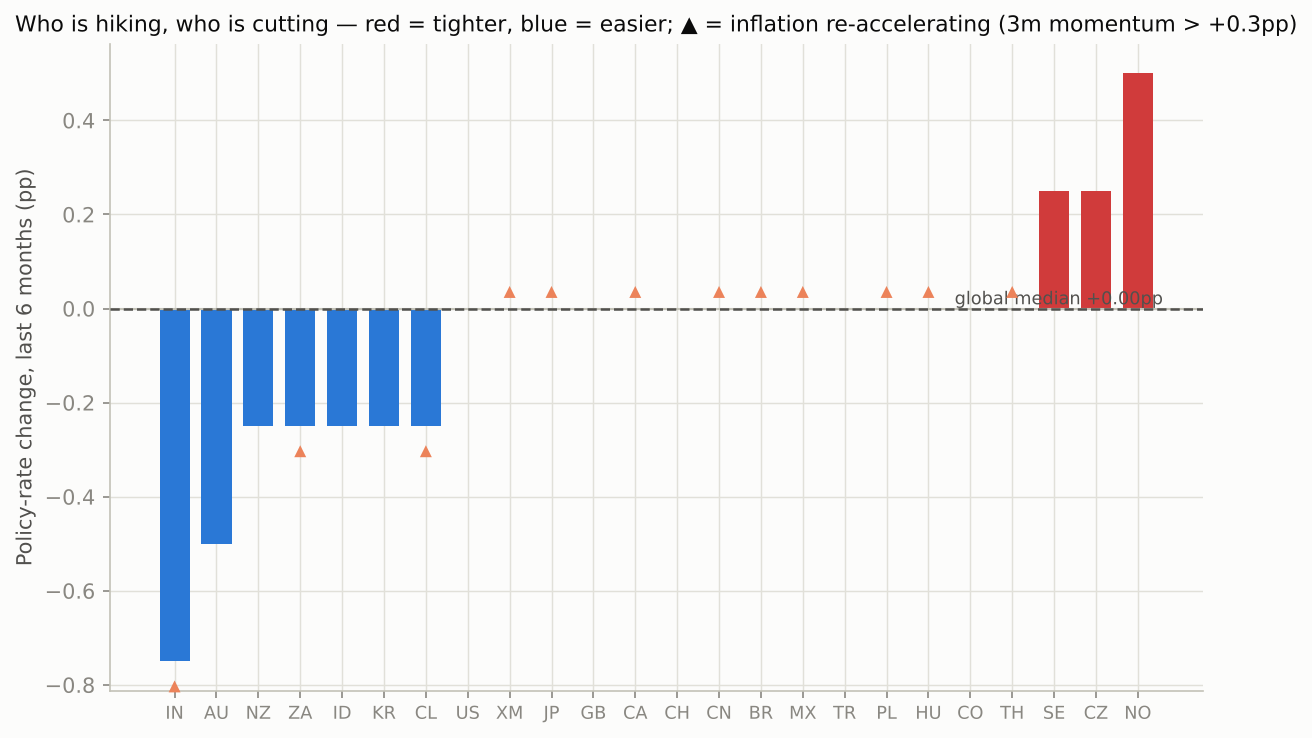 Who is hiking, who is cutting — red = tighter, blue = easier; ▲ = inflation re-accelerating (3m momentum > +0.3pp)
Policy-rate change, last 6 months (pp)
0.4
0.2
0.0
−0.2
−0.4
−0.6
−0.8
global median +0.00pp
IN AU NZ ZA ID KR CL US XM JP GB CA CH CN BR MX TR PL HU CO TH SE CZ NO